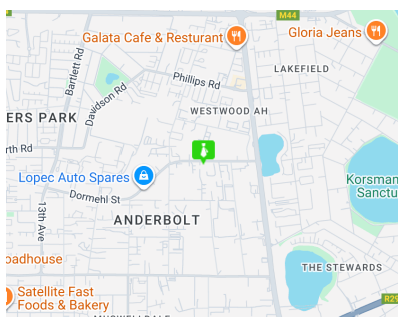 M44
Galata Cafe & Resturant
Gloria Jeans
Bartlett Rd
Phillips Rd
LAKEFIELD
Davidson Rd
WESTWOOD AH
ERS PARK
rth Rd
Lopec Auto Spares
Korsman
Sanctu
Dormehl St
13th Ave
ANDERBOLT
oadhouse
THE STEWARDS
Satellite Fast
Foods & Bakery
R29